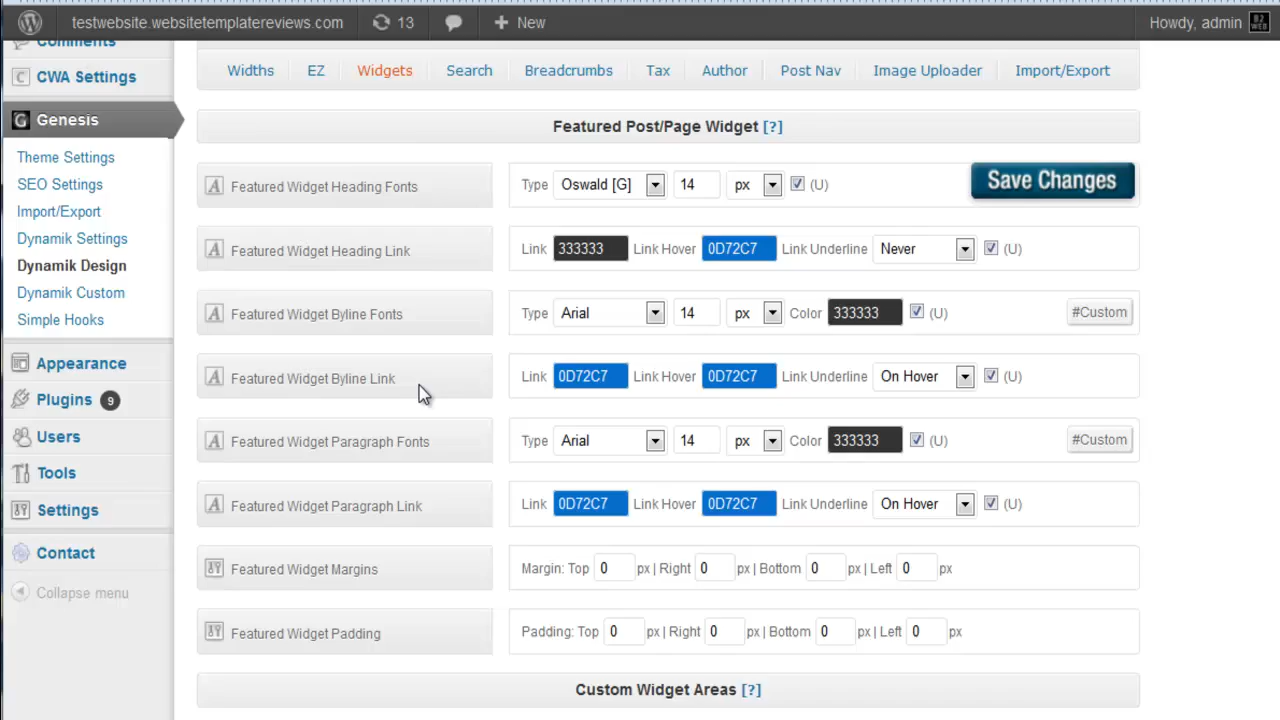 testwebsite.websitetemplatereviews.com 13 New Howdy, admin
Comments
CWA Settings
Genesis
Theme Settings
SEO Settings
Import/Export
Dynamik Settings
Dynamik Design
Dynamik Custom
Simple Hooks
Appearance
Plugins 9
Users
Tools
Settings
Contact
Collapse menu
Widths EZ Widgets Search Breadcrumbs Tax Author Post Nav Image Uploader Import/Export
Featured Post/Page Widget [?]
Featured Widget Heading Fonts Type Oswald [G] 14 px (U) Save Changes
Featured Widget Heading Link Link 333333 Link Hover 0D72C7 Link Underline Never (U)
Featured Widget Byline Fonts Type Arial 14 px Color 333333 (U) #Custom
Featured Widget Byline Link Link 0D72C7 Link Hover 0D72C7 Link Underline On Hover (U)
Featured Widget Paragraph Fonts Type Arial 14 px Color 333333 (U) #Custom
Featured Widget Paragraph Link Link 0D72C7 Link Hover 0D72C7 Link Underline On Hover (U)
Featured Widget Margins Margin: Top 0 px | Right 0 px | Bottom 0 px | Left 0 px
Featured Widget Padding Padding: Top 0 px | Right 0 px | Bottom 0 px | Left 0 px
Custom Widget Areas [?]